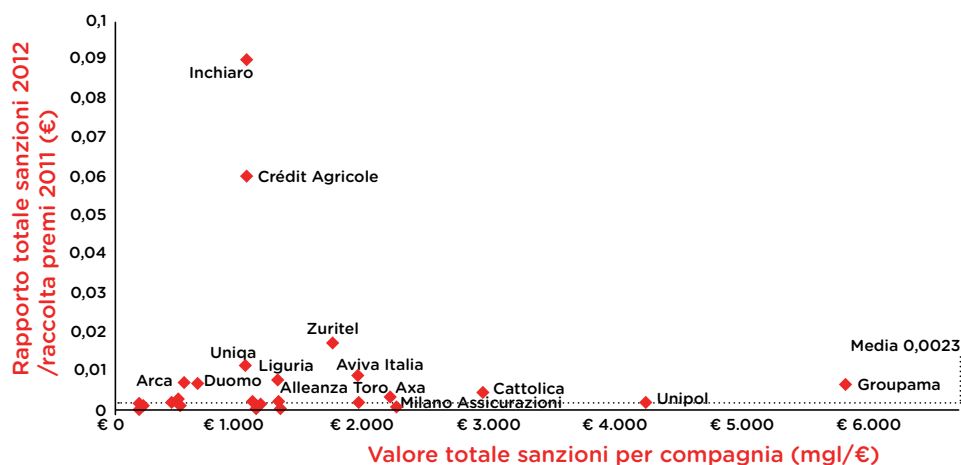 0,1
0,09
0,08
0,07
0,06
0,05
0,04
0,03
0,02
0,01
0
Rapporto totale sanzioni 2012
/raccolta premi 2011 (€)
Inchiaro
Crédit Agricole
Zuritel
Media 0,0023
Uniqa
Liguria
Aviva Italia
Arca
Duomo
Alleanza Toro
Axa
Cattolica
Groupama
Milano Assicurazioni
Unipol
€ 0
€ 1.000
€ 2.000
€ 3.000
€ 4.000
€ 5.000
€ 6.000
Valore totale sanzioni per compagnia (mgl/€)